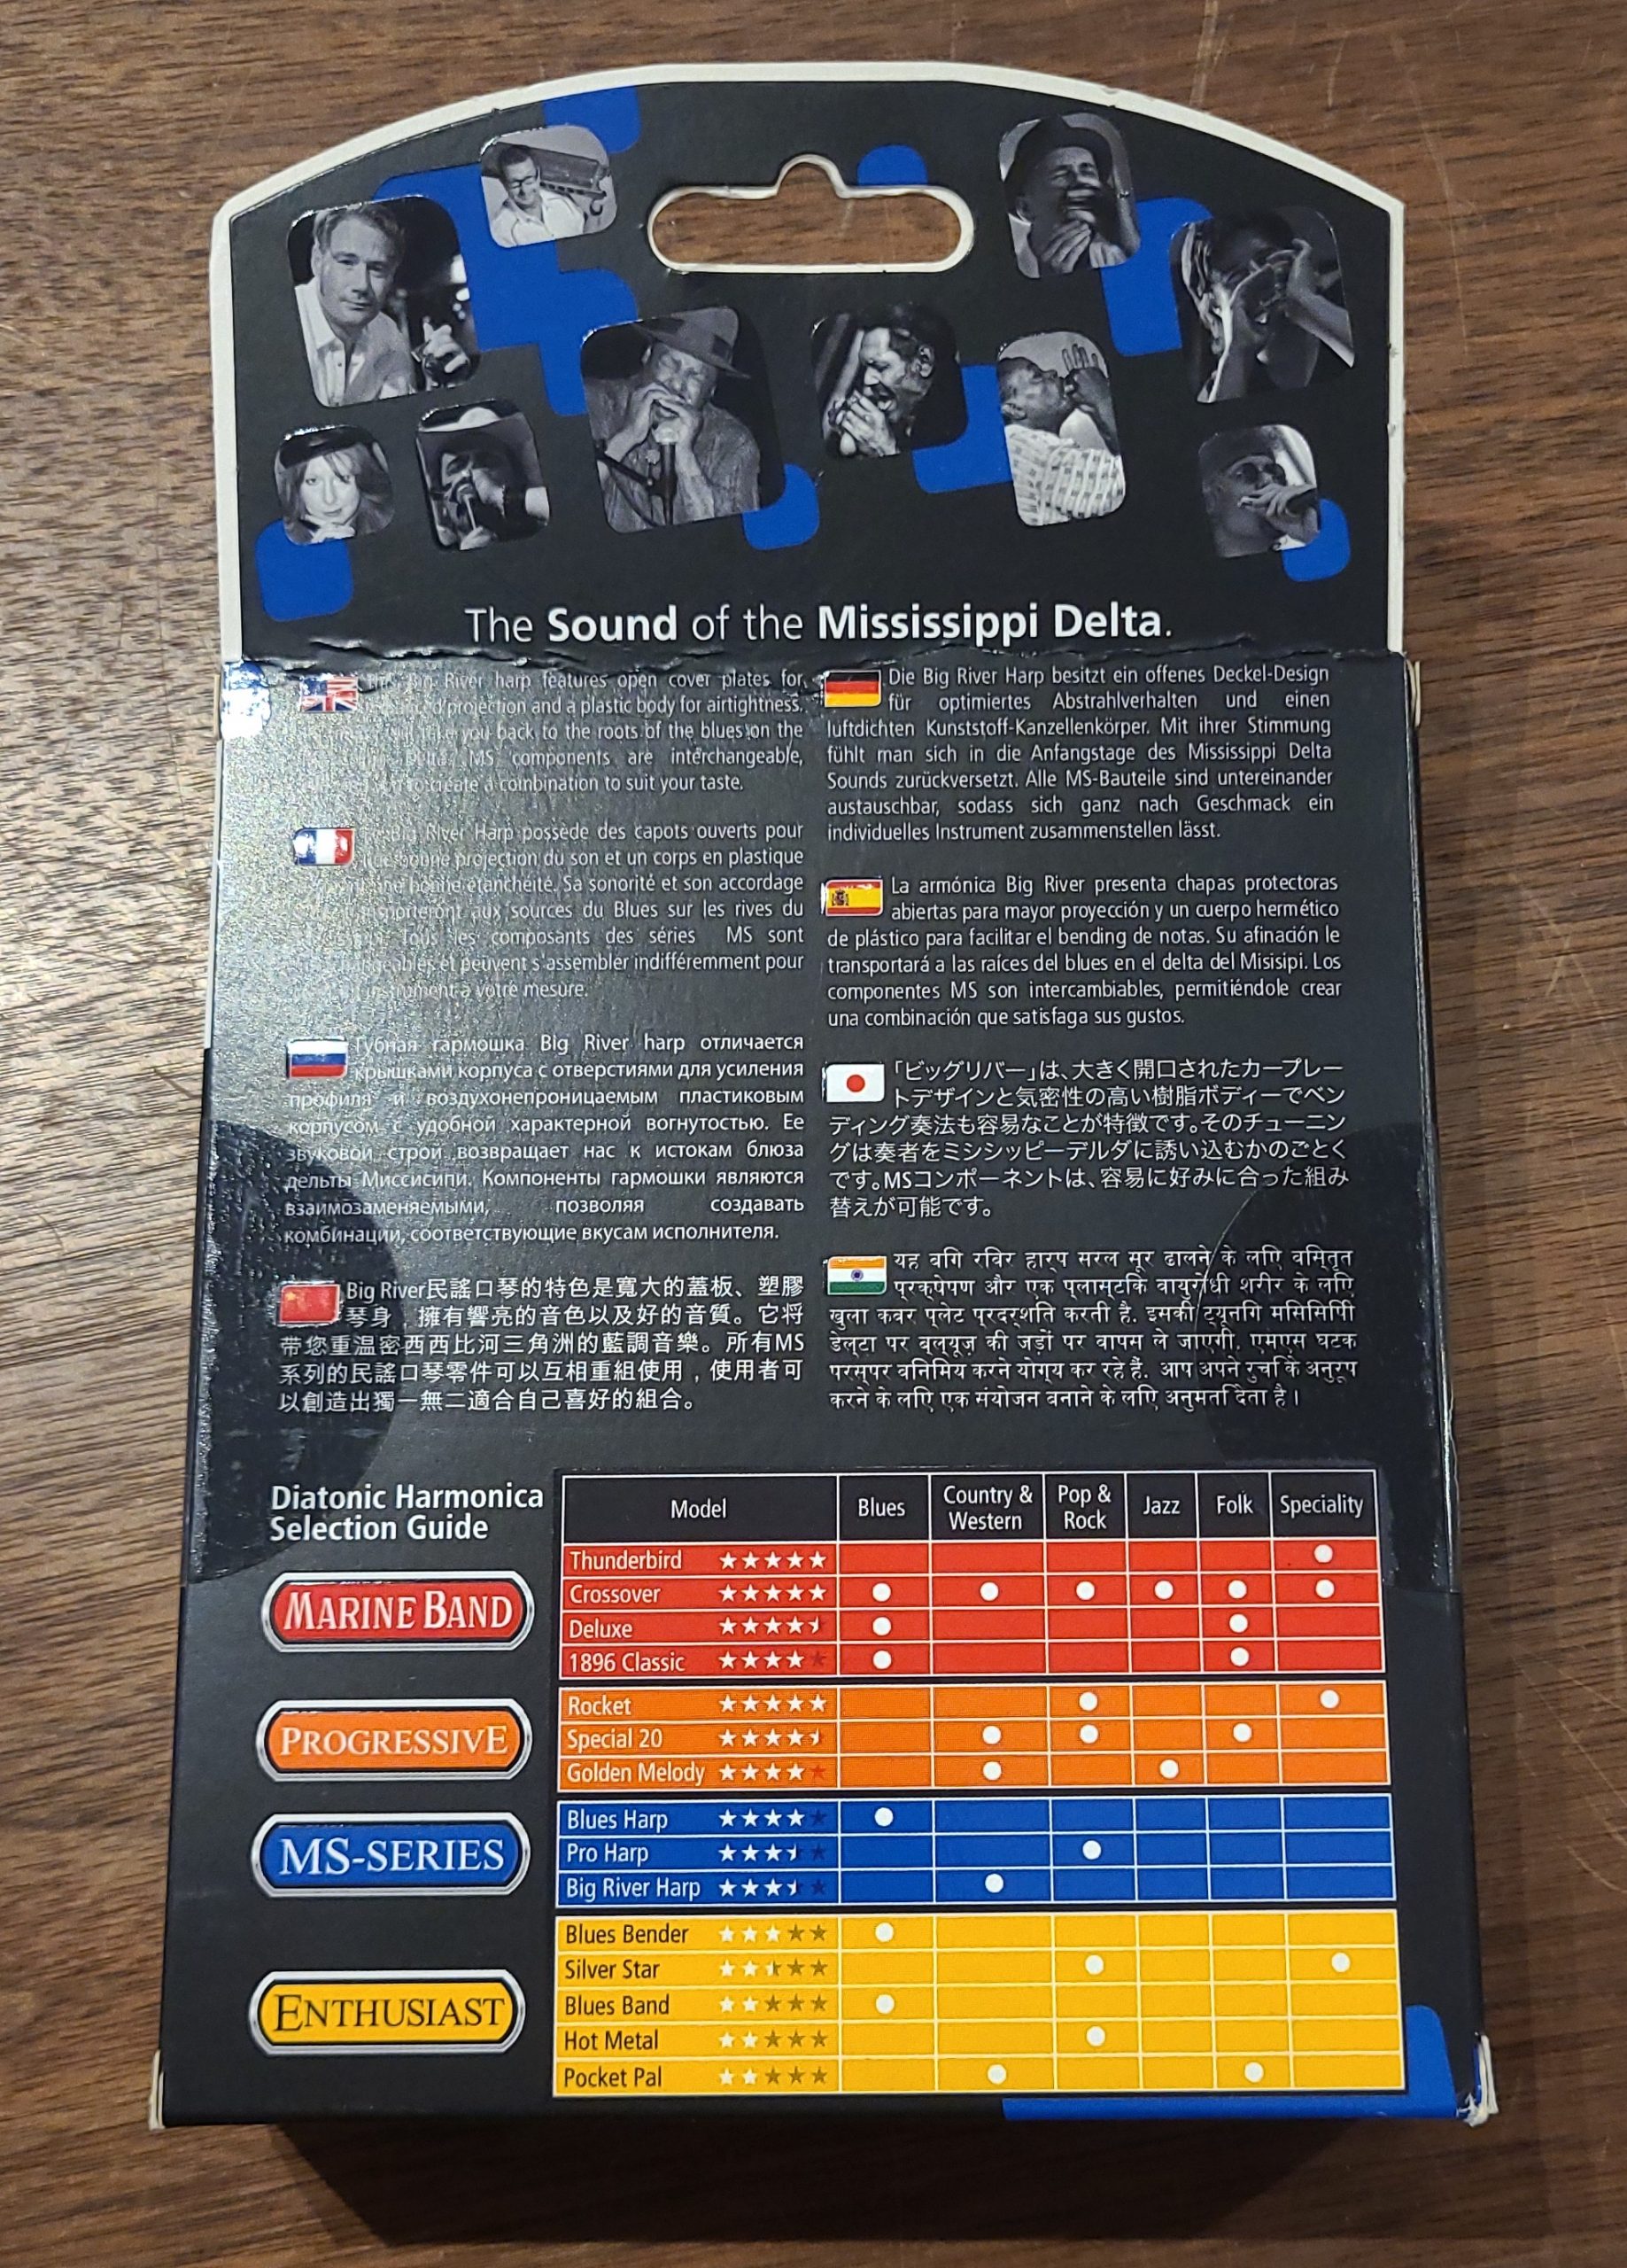 The Sound of the Mississippi Delta.
Big River harp features open cover plates for
projection and a plastic body for airtightness.
you back to the roots of the blues on the
MS components are interchangeable,
to create a combination to suit your taste.
Big River Harp possède des capots ouverts pour
bonne projection du son et un corps en plastique
une bonne étanchéité. Sa sonorité et son accordage
aux sources du Blues sur les rives du
Tous les composants des séries MS sont
et peuvent s'assembler indifféremment pour
instrument à votre mesure.
Губная гармошка Big River harp отличается
крышками корпуса с отверстиями для усиления
профиля и воздухонепроницаемым пластиковым
корпусом с удобной характерной вогнутостью. Ее
звуковой строй возвращает нас к истокам блюза
дельты Миссисипи. Компоненты гармошки являются
взаимозаменяемыми, позволяя создавать
комбинации, соответствующие вкусам исполнителя.
Big River民謠口琴的特色是寬大的蓋板、塑膠
琴身，擁有響亮的音色以及好的音質。它将
带您重温密西西比河三角洲的藍調音樂。所有MS
系列的民謠口琴零件可以互相重組使用，使用者可
以創造出獨一無二適合自己喜好的組合。
Die Big River Harp besitzt ein offenes Deckel-Design
für optimiertes Abstrahlverhalten und einen
luftdichten Kunststoff-Kanzellenkörper. Mit ihrer Stimmung
fühlt man sich in die Anfangstage des Mississippi Delta
Sounds zurückversetzt. Alle MS-Bauteile sind untereinander
austauschbar, sodass sich ganz nach Geschmack ein
individuelles Instrument zusammenstellen lässt.
La armónica Big River presenta chapas protectoras
abiertas para mayor proyección y un cuerpo hermético
de plástico para facilitar el bending de notas. Su afinación le
transportará a las raíces del blues en el delta del Misisipi. Los
componentes MS son intercambiables, permitiéndole crear
una combinación que satisfaga sus gustos.
「ビッグリバー」は、大きく開口されたカープレー
トデザインと気密性の高い樹脂ボディーでベン
ディング奏法も容易なことが特徴です。そのチューニン
グは奏者をミシシッピーデルダに誘い込むかのごとく
です。MSコンポーネントは、容易に好みに合った組み
替えが可能です。
यह बगि रविर हार्प सरल सूर ढालने के लिए वसि्तृत
प्रक्षेपण और एक प्लास्टकि वायुरोधी शरीर के लिए
खुला कवर प्लेट प्रदर्शति करती है. इसकी ट्यूनगि मसिसिपिी
डेल्टा पर ब्ल्यूज़ की जड़ों पर वापस ले जाएगी. एमएस घटक
परस्पर वनिमिय करने योग्य कर रहे हैं. आप अपने रुचकि अनुरूप
करने के लिए एक संयोजन बनाने के लिए अनुमति देता है।
Diatonic Harmonica
Selection Guide
Model Blues Country & Western Pop & Rock Jazz Folk Speciality
MARINE BAND
Thunderbird
Crossover
Deluxe
1896 Classic
PROGRESSIVE
Rocket
Special 20
Golden Melody
MS-SERIES
Blues Harp
Pro Harp
Big River Harp
ENTHUSIAST
Blues Bender
Silver Star
Blues Band
Hot Metal
Pocket Pal